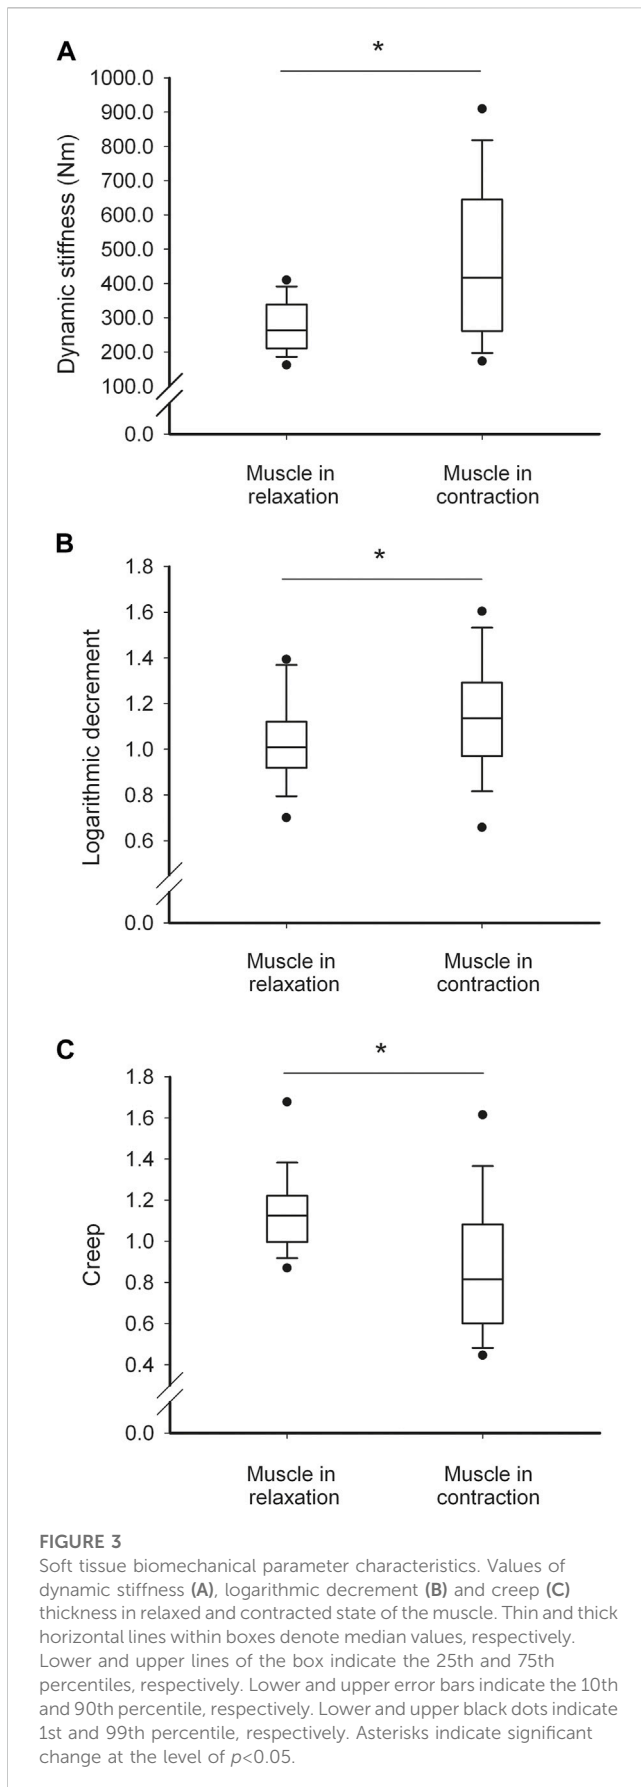 A
*
1000.0
900.0
800.0
700.0
600.0
500.0
400.0
300.0
200.0
100.0
0.0
Dynamic stiffness (Nm)
Muscle in
relaxation
Muscle in
contraction
B
*
1.8
1.6
1.4
1.2
1.0
0.8
0.6
0.0
Logarithmic decrement
Muscle in
relaxation
Muscle in
contraction
C
*
1.8
1.6
1.4
1.2
1.0
0.8
0.6
0.4
0.0
Creep
Muscle in
relaxation
Muscle in
contraction
FIGURE 3
Soft tissue biomechanical parameter characteristics. Values of
dynamic stiffness (A), logarithmic decrement (B) and creep (C)
thickness in relaxed and contracted state of the muscle. Thin and thick
horizontal lines within boxes denote median values, respectively.
Lower and upper lines of the box indicate the 25th and 75th
percentiles, respectively. Lower and upper error bars indicate the 10th
and 90th percentile, respectively. Lower and upper black dots indicate
1st and 99th percentile, respectively. Asterisks indicate significant
change at the level of p<0.05.